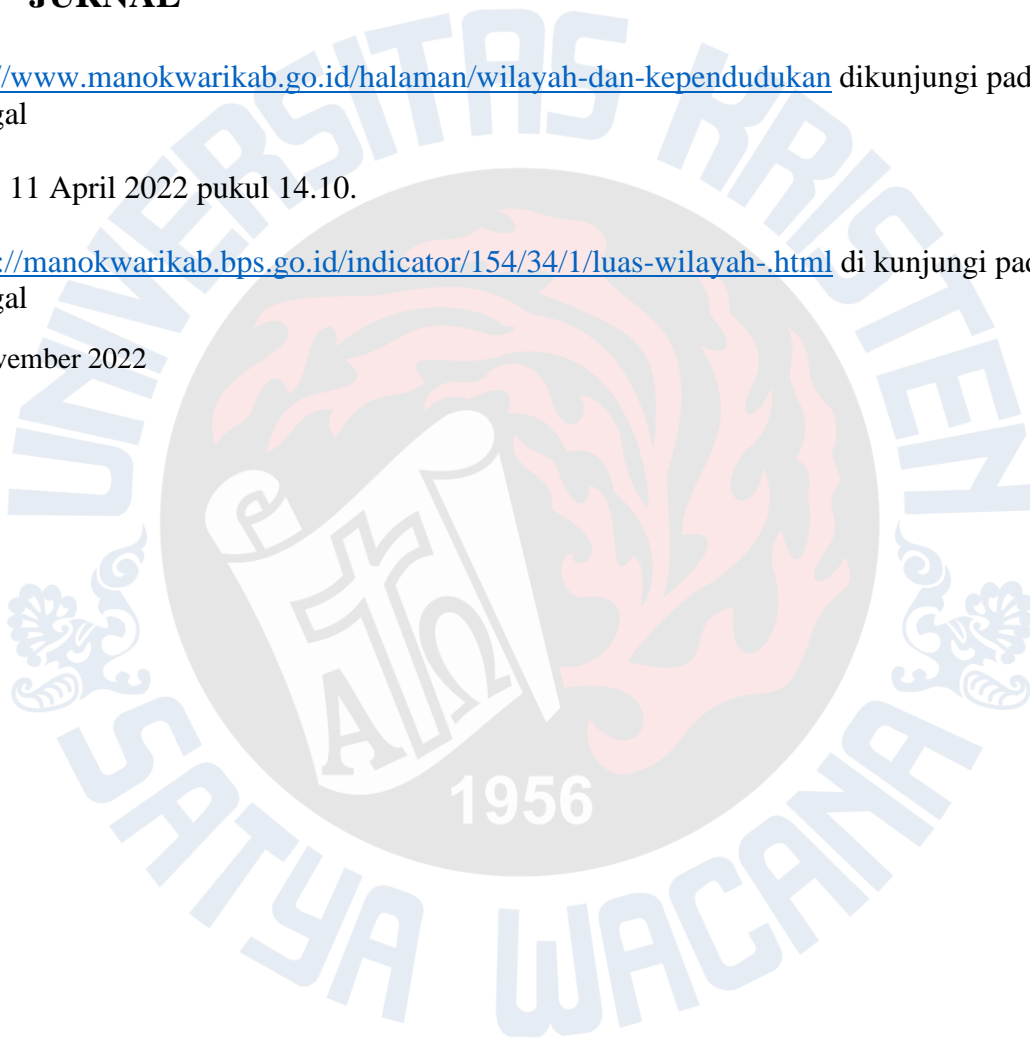 JURNAL
//www.manokwarikab.go.id/halaman/wilayah-dan-kependudukan dikunjungi pad
gal
11 April 2022 pukul 14.10.
://manokwarikab.bps.go.id/indicator/154/34/1/luas-wilayah-.html di kunjungi pad
gal
vember 2022
UNIVERSITAS KRISTEN
ΑΩ
1956
SATYA WACANA